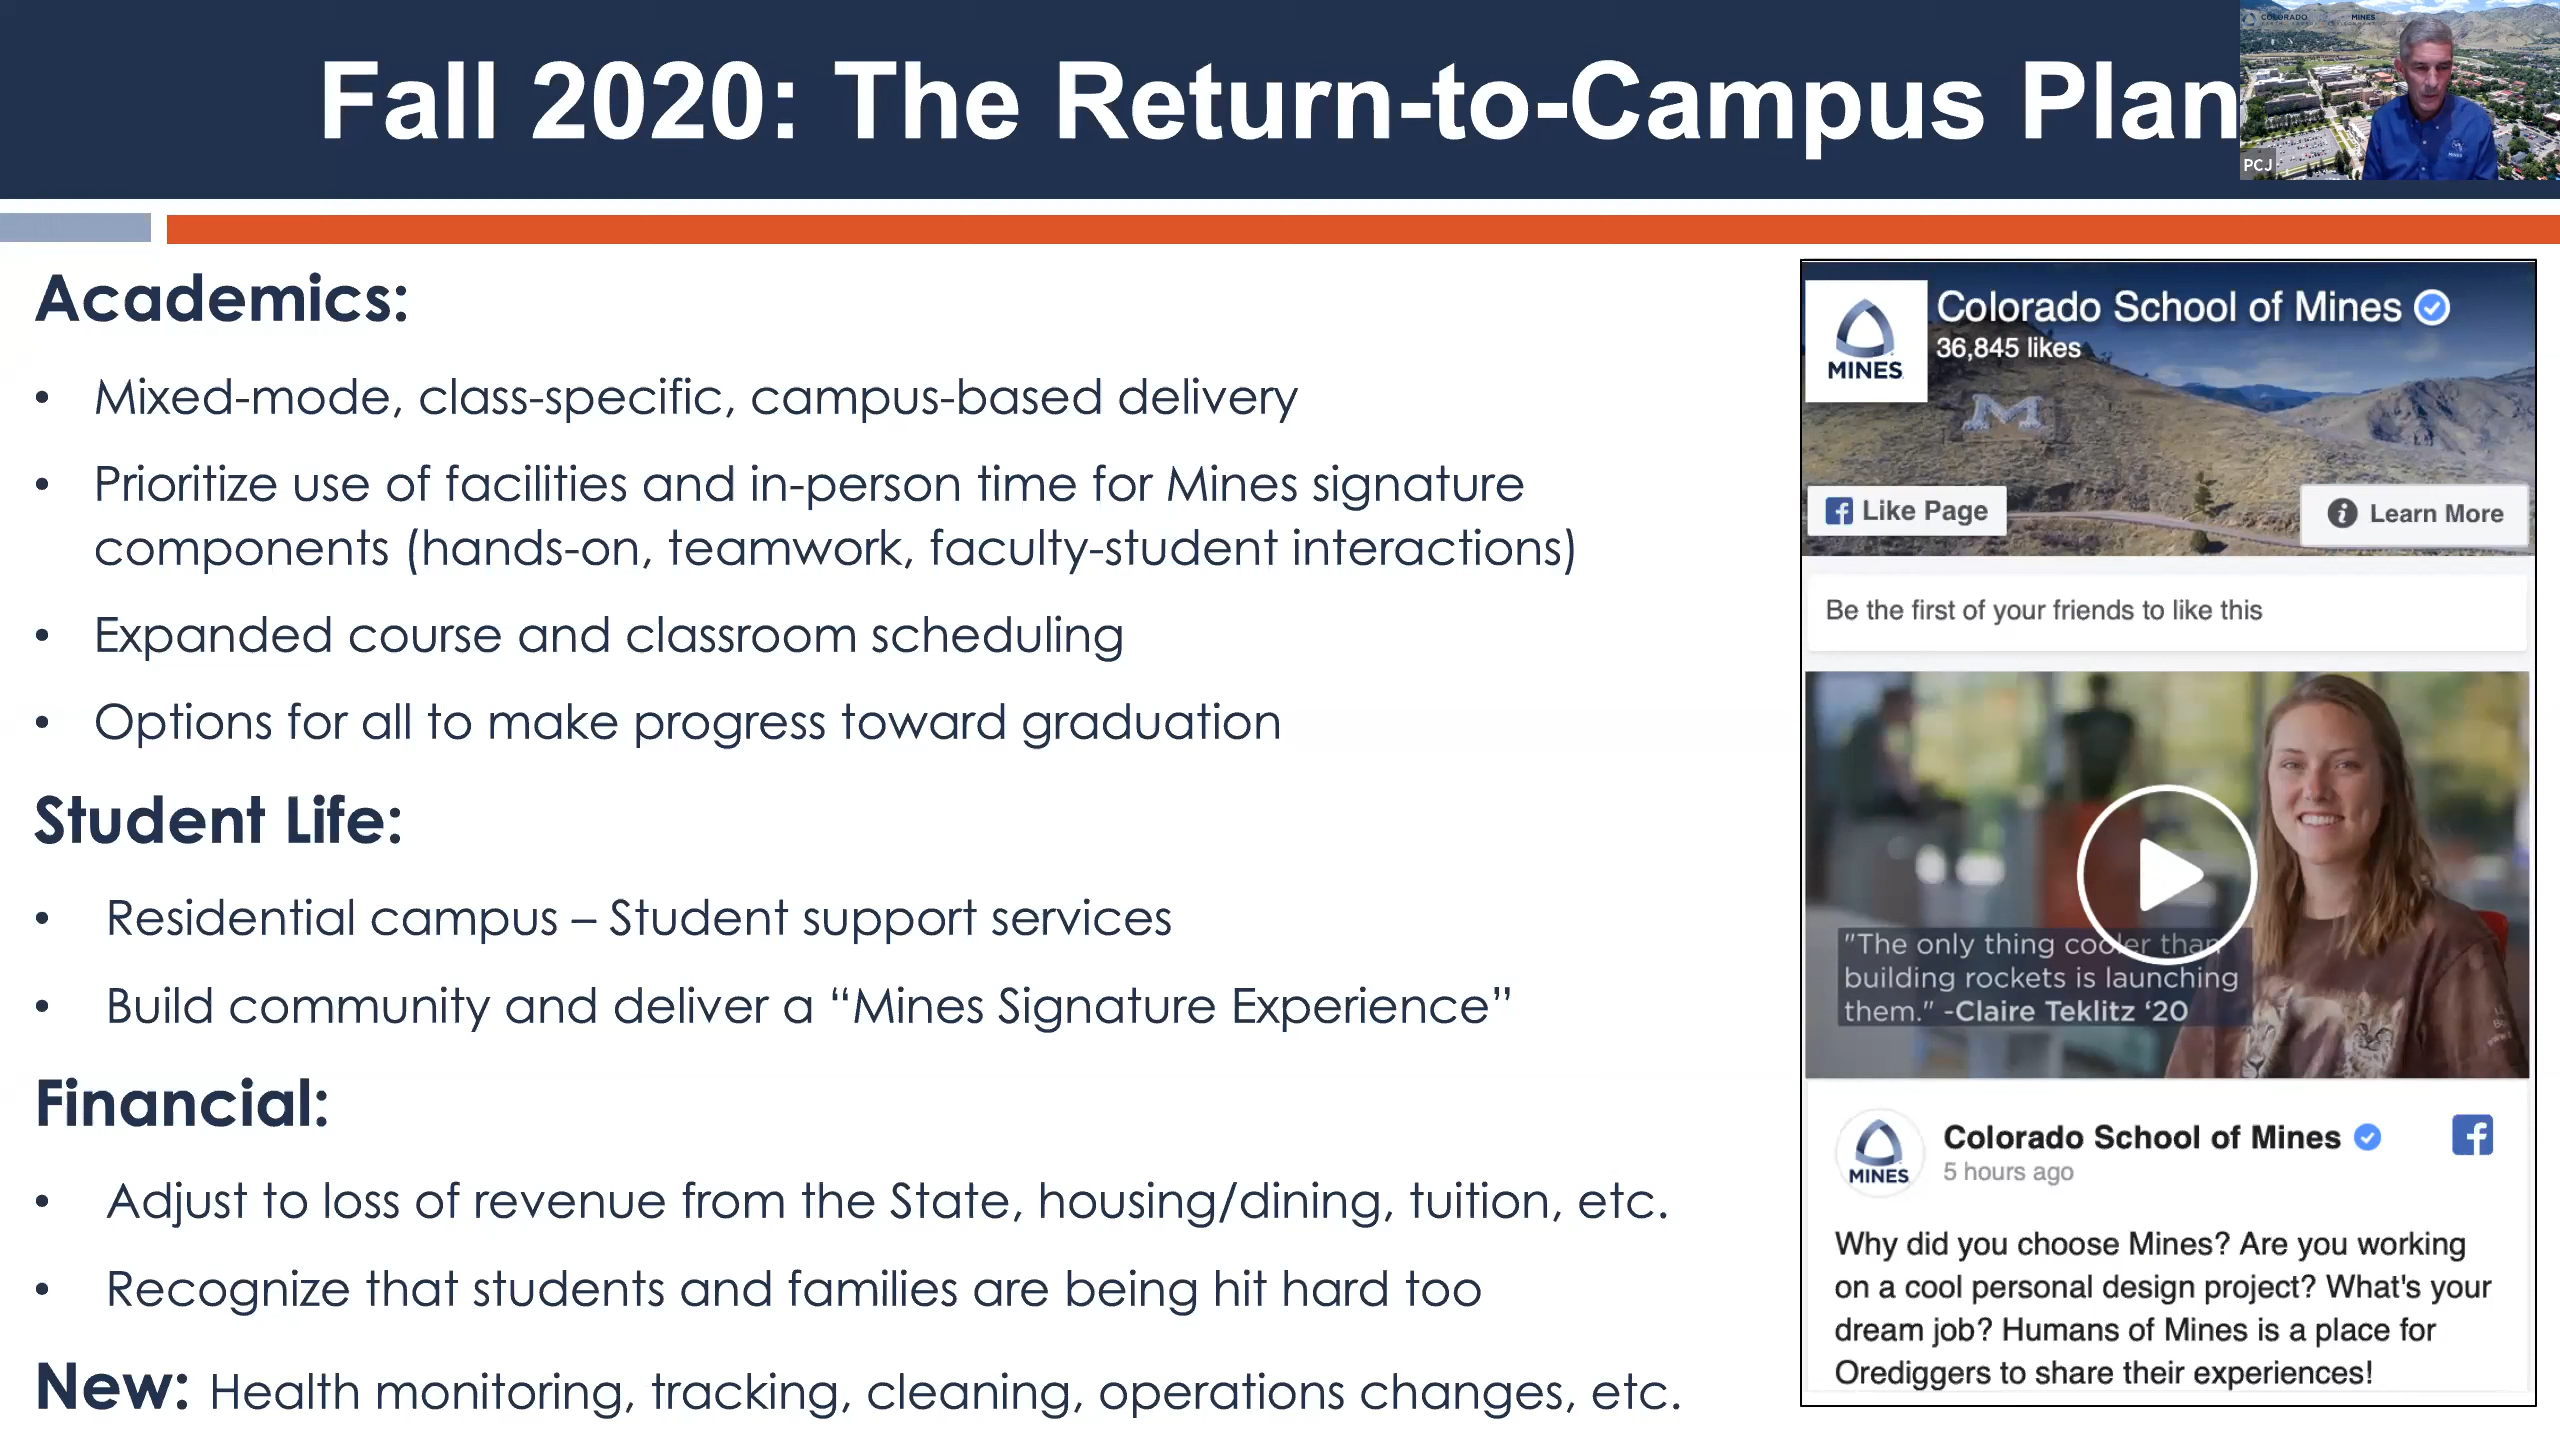 Fall 2020: The Return-to-Campus Plan
COLORADO MINES
PCJ
MINES
Academics:
• Mixed-mode, class-specific, campus-based delivery
• Prioritize use of facilities and in-person time for Mines signature
components (hands-on, teamwork, faculty-student interactions)
• Expanded course and classroom scheduling
• Options for all to make progress toward graduation
Student Life:
• Residential campus – Student support services
• Build community and deliver a “Mines Signature Experience”
Financial:
• Adjust to loss of revenue from the State, housing/dining, tuition, etc.
• Recognize that students and families are being hit hard too
New: Health monitoring, tracking, cleaning, operations changes, etc.
MINES
Colorado School of Mines
36,845 likes
M
Like Page
Learn More
Be the first of your friends to like this
"The only thing cooler than
building rockets is launching
them." -Claire Teklitz ‘20
MINES
Colorado School of Mines
5 hours ago
Why did you choose Mines? Are you working
on a cool personal design project? What's your
dream job? Humans of Mines is a place for
Orediggers to share their experiences!